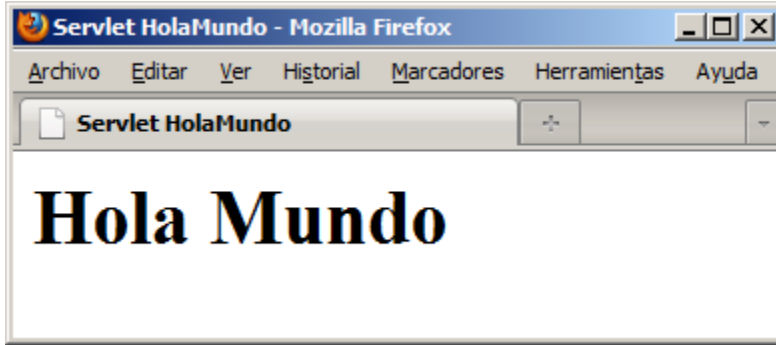 Servlet HolaMundo - Mozilla Firefox
Archivo Editar Ver Historial Marcadores Herramientas Ayuda
Servlet HolaMundo
Hola Mundo